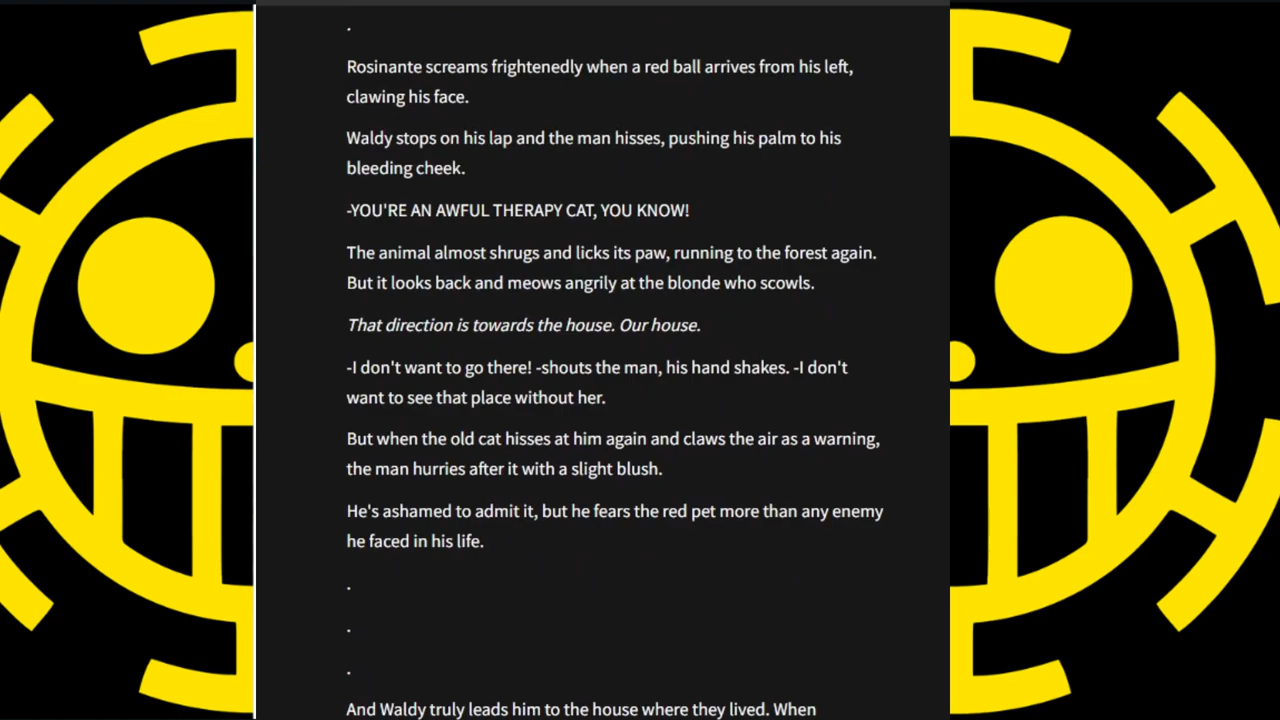 .
Rosinante screams frightenedly when a red ball arrives from his left,
clawing his face.
Waldy stops on his lap and the man hisses, pushing his palm to his
bleeding cheek.
-YOU'RE AN AWFUL THERAPY CAT, YOU KNOW!
The animal almost shrugs and licks its paw, running to the forest again.
But it looks back and meows angrily at the blonde who scowls.
That direction is towards the house. Our house.
-I don't want to go there! -shouts the man, his hand shakes. -I don't
want to see that place without her.
But when the old cat hisses at him again and claws the air as a warning,
the man hurries after it with a slight blush.
He's ashamed to admit it, but he fears the red pet more than any enemy
he faced in his life.
.
.
.
And Waldy truly leads him to the house where they lived. When